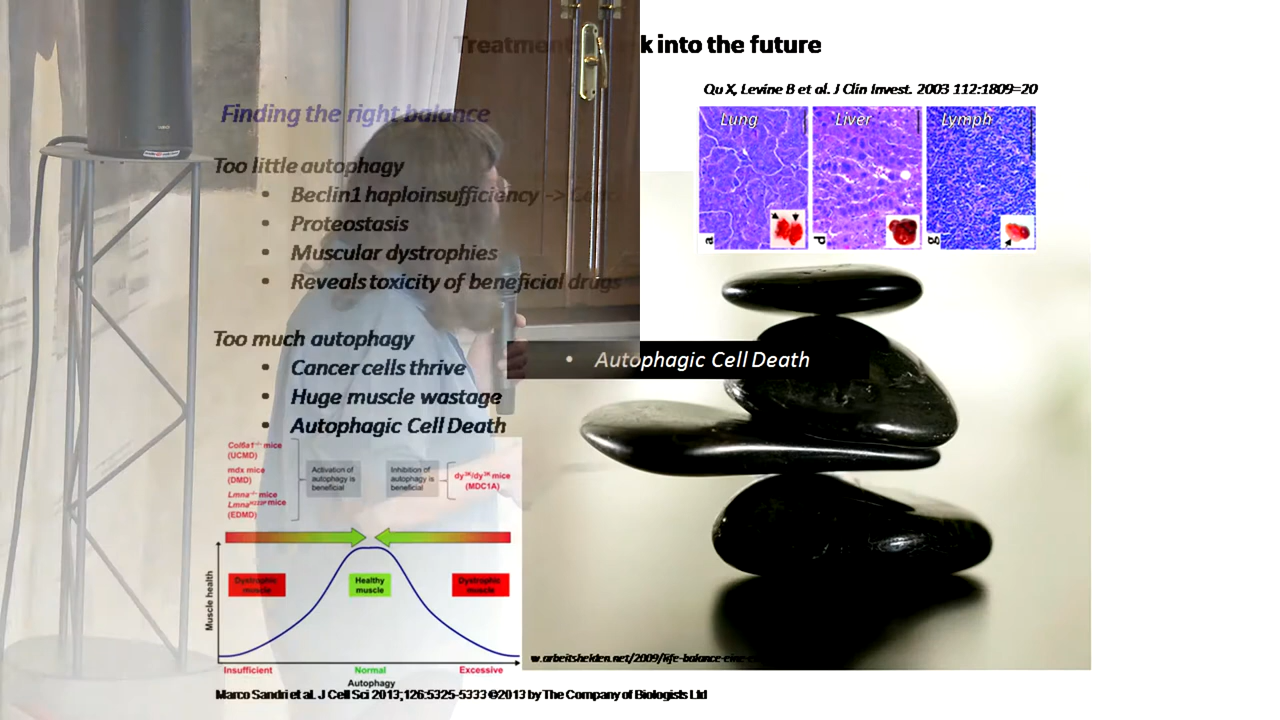 Treatment k into the future
Qu X, Levine B et al. J Clin Invest. 2003 112:1809=20
Lung
Liver
Lymph
a
d
g
Finding the right balance
Too little autophagy
• Beclin1 haploinsufficiency ->
• Proteostasis
• Muscular dystrophies
• Reveals toxicity of beneficial drugs
Too much autophagy
• Cancer cells thrive
• Huge muscle wastage
• Autophagic Cell Death
• Autophagic Cell Death
Col6a1-/- mice
(UCMD)
mdx mice
(DMD)
Lmna-/- mice
(EDMD)
Activation of
autophagy is
beneficial
Inhibition of
autophagy is
beneficial
dy3K/dy3K mice
(MDC1A)
Muscle health
Dystrophic
muscle
Healthy
muscle
Dystrophic
muscle
Insufficient
Normal
Excessive
Autophagy
w.arbeitshelden.net/2009/life-balance-eine
Marco Sandri et al. J Cell Sci 2013;126:5325-5333 ©2013 by The Company of Biologists Ltd